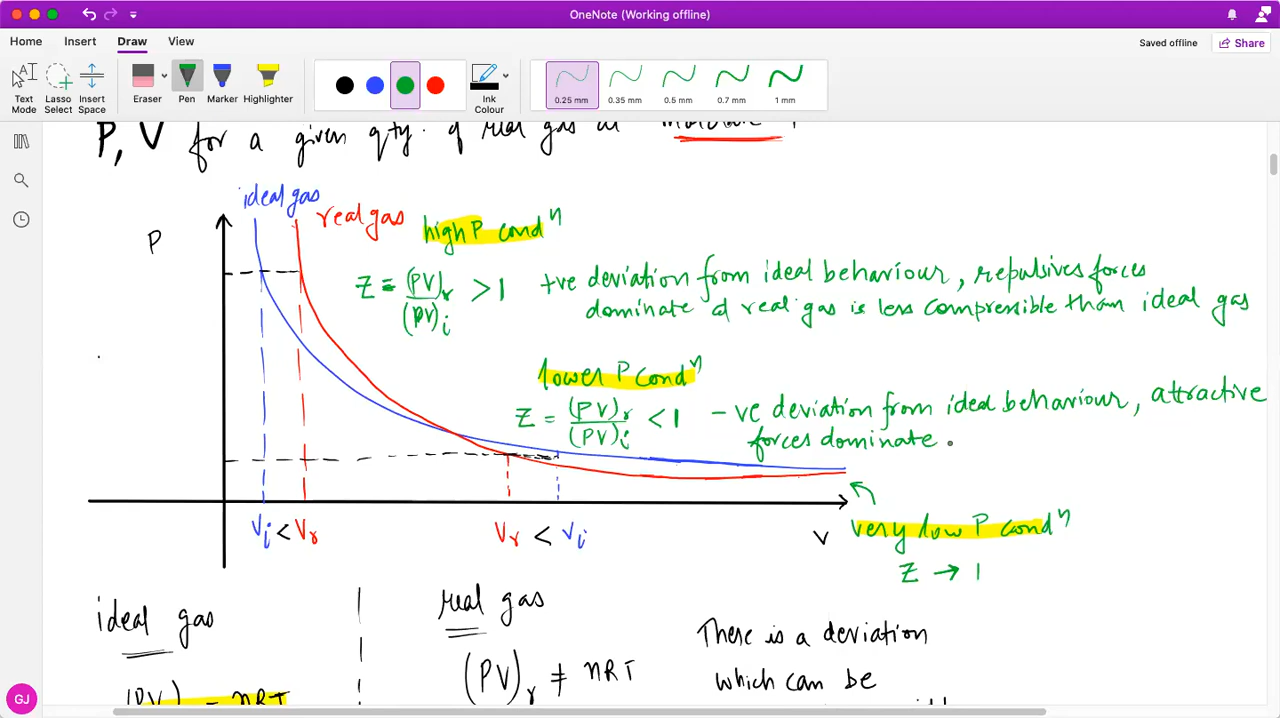 OneNote (Working offline)
Home Insert Draw View
Saved offline
Share
Text Mode
Lasso Select
Insert Space
Eraser
Pen
Marker
Highlighter
Ink Colour
0.25 mm
0.35 mm
0.5 mm
0.7 mm
1 mm
P, V for a given qty. of real gas at
ideal gas
real gas
high P condⁿ
P
Z = (PV)r / (PV)i > 1
+ve deviation from ideal behaviour, repulsives forces
dominate & real gas is less compressible than ideal gas
lower P condⁿ
Z = (PV)r / (PV)i < 1
-ve deviation from ideal behaviour, attractive
forces dominate
Vi < Vr
Vr < Vi
V
very low P condⁿ
Z → 1
ideal gas
real gas
There is a deviation
(PV)r ≠ nRT
which can be
GJ